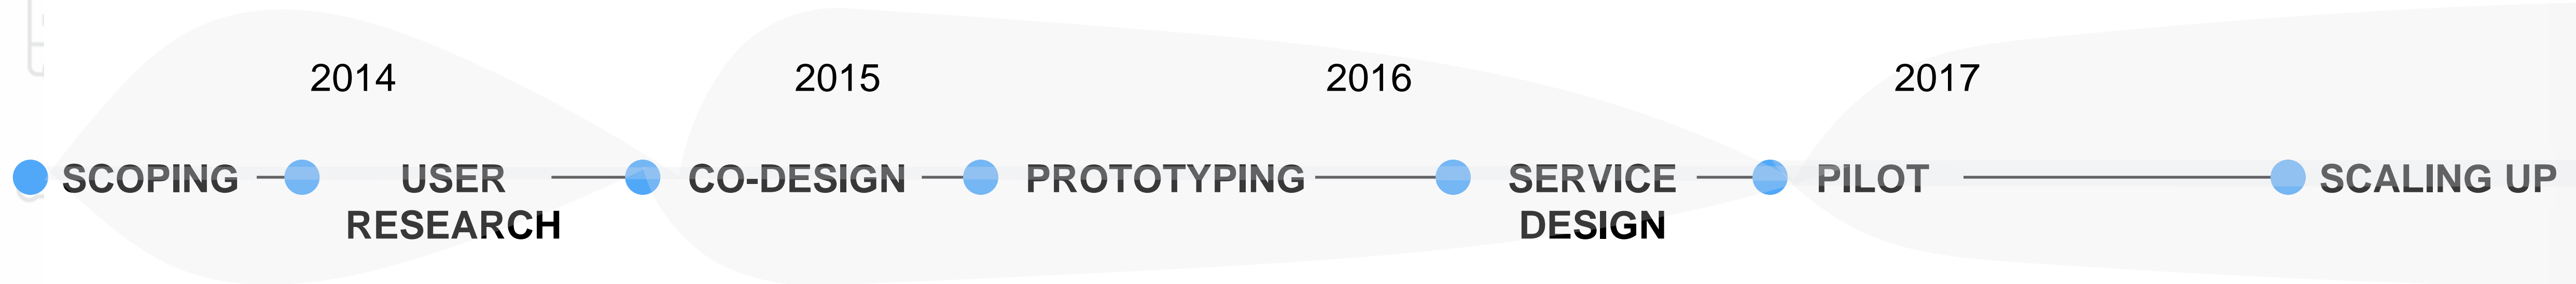 2014 2015 2016 2017
SCOPING USER CO-DESIGN PROTOTYPING SERVICE PILOT SCALING UP
RESEARCH DESIGN